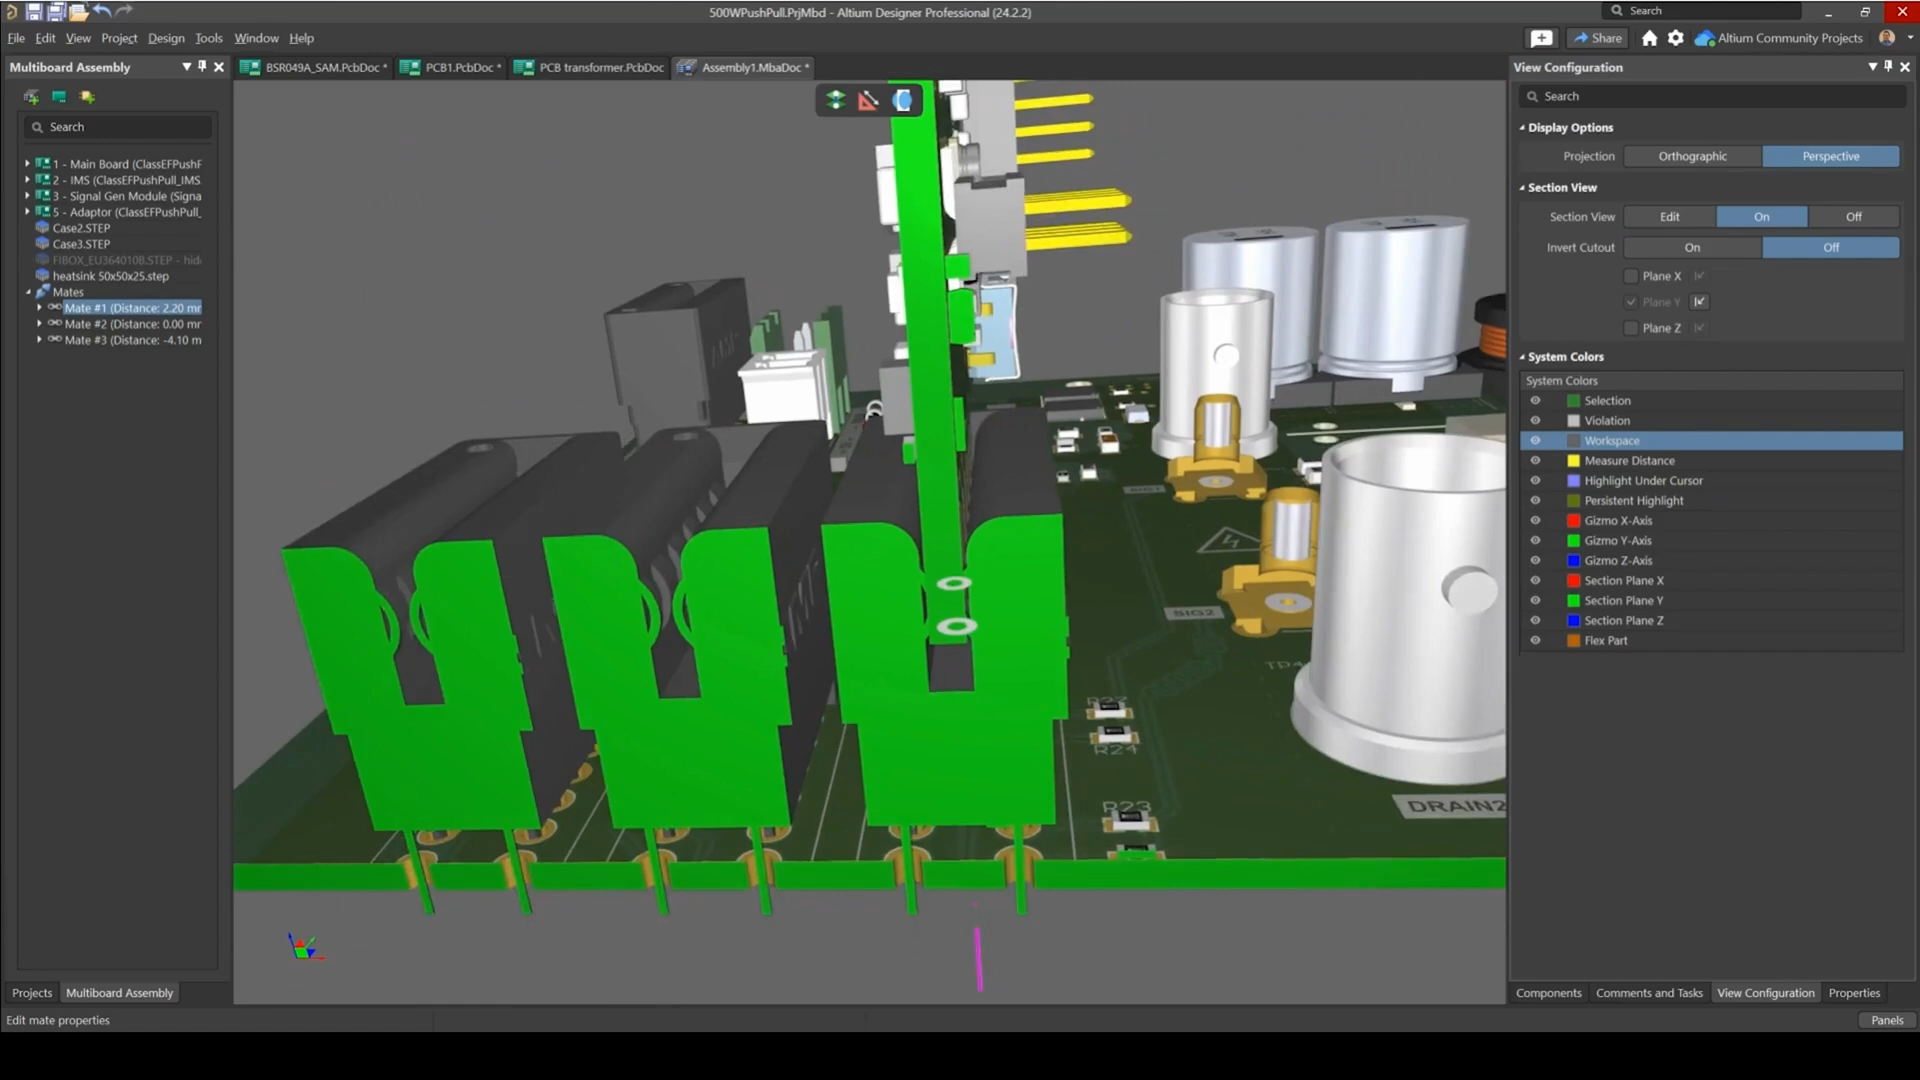 500WPushPull.PrjMbd - Altium Designer Professional (24.2.2)
Search
File Edit View Project Design Tools Window Help
Share
Altium Community Projects
Multiboard Assembly
BSR049A_SAM.PcbDoc *
PCB1.PcbDoc *
PCB transformer.PcbDoc
Assembly1.MbaDoc *
View Configuration
Search
Search
1 - Main Board (ClassEFPushF
2 - IMS (ClassEFPushPull_IMS
3 - Signal Gen Module (Signa
5 - Adaptor (ClassEFPushPull_
Case2.STEP
Case3.STEP
FIBOX_EU364010B.STEP - hid
heatsink 50x50x25.step
Mates
Mate #1 (Distance: 2.20 mr
Mate #2 (Distance: 0.00 mr
Mate #3 (Distance: -4.10 m
Display Options
Projection Orthographic Perspective
Section View
Section View Edit On Off
Invert Cutout On Off
Plane X
Plane Y
Plane Z
System Colors
System Colors
Selection
Violation
Workspace
Measure Distance
Highlight Under Cursor
Persistent Highlight
Gizmo X-Axis
Gizmo Y-Axis
Gizmo Z-Axis
Section Plane X
Section Plane Y
Section Plane Z
Flex Part
SIG1
SIG2
TD4
R24
R23
DRAIN2
Projects Multiboard Assembly
Components Comments and Tasks View Configuration Properties
Edit mate properties
Panels